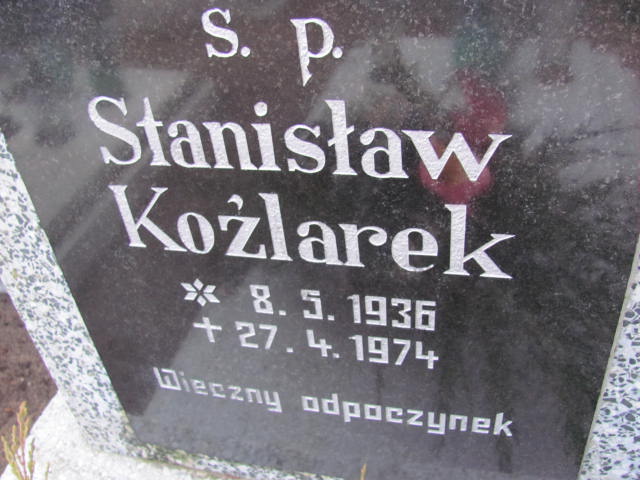 s. p.
Stanisław
Koźlarek
* 8. 5. 1936
+ 27. 4. 1974
Wieczny odpoczynek